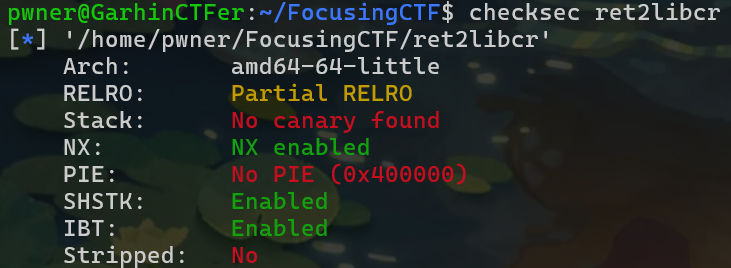 pwner@GarhinCTFer:~/FocusingCTF$ checksec ret2libcr
[*] '/home/pwner/FocusingCTF/ret2libcr'
    Arch:       amd64-64-little
    RELRO:      Partial RELRO
    Stack:      No canary found
    NX:         NX enabled
    PIE:        No PIE (0x400000)
    SHSTK:      Enabled
    IBT:        Enabled
    Stripped:   No